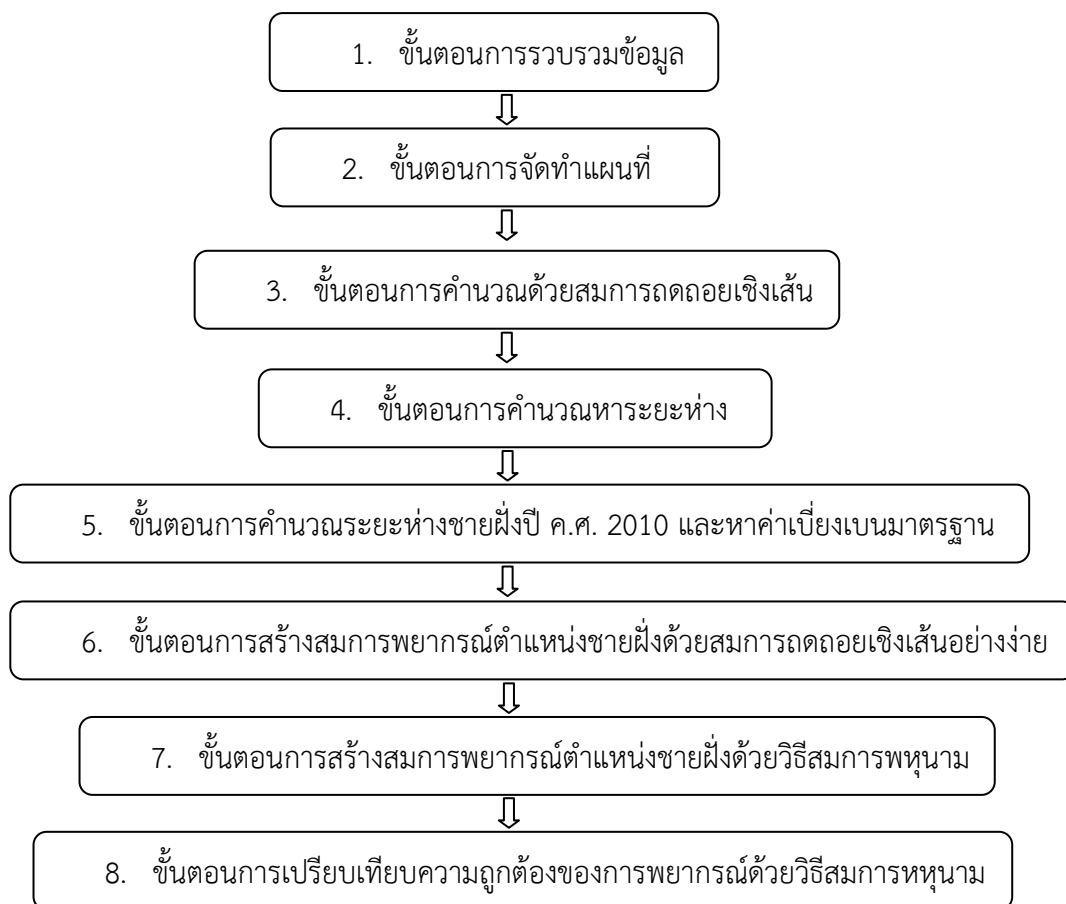 1. ขั้นตอนการรวบรวมข้อมูล
2. ขั้นตอนการจัดทำแผนที่
3. ขั้นตอนการคำนวณด้วยสมการถดถอยเชิงเส้น
4. ขั้นตอนการคำนวณหาระยะห่าง
5. ขั้นตอนการคำนวณระยะห่างชายฝั่งปี ค.ศ. 2010 และหาค่าเบี่ยงเบนมาตรฐาน
6. ขั้นตอนการสร้างสมการพยากรณ์ตำแหน่งชายฝั่งด้วยสมการถดถอยเชิงเส้นอย่างง่าย
7. ขั้นตอนการสร้างสมการพยากรณ์ตำแหน่งชายฝั่งด้วยวิธีสมการพหุนาม
8. ขั้นตอนการเปรียบเทียบความถูกต้องของการพยากรณ์ด้วยวิธีสมการหหุนาม